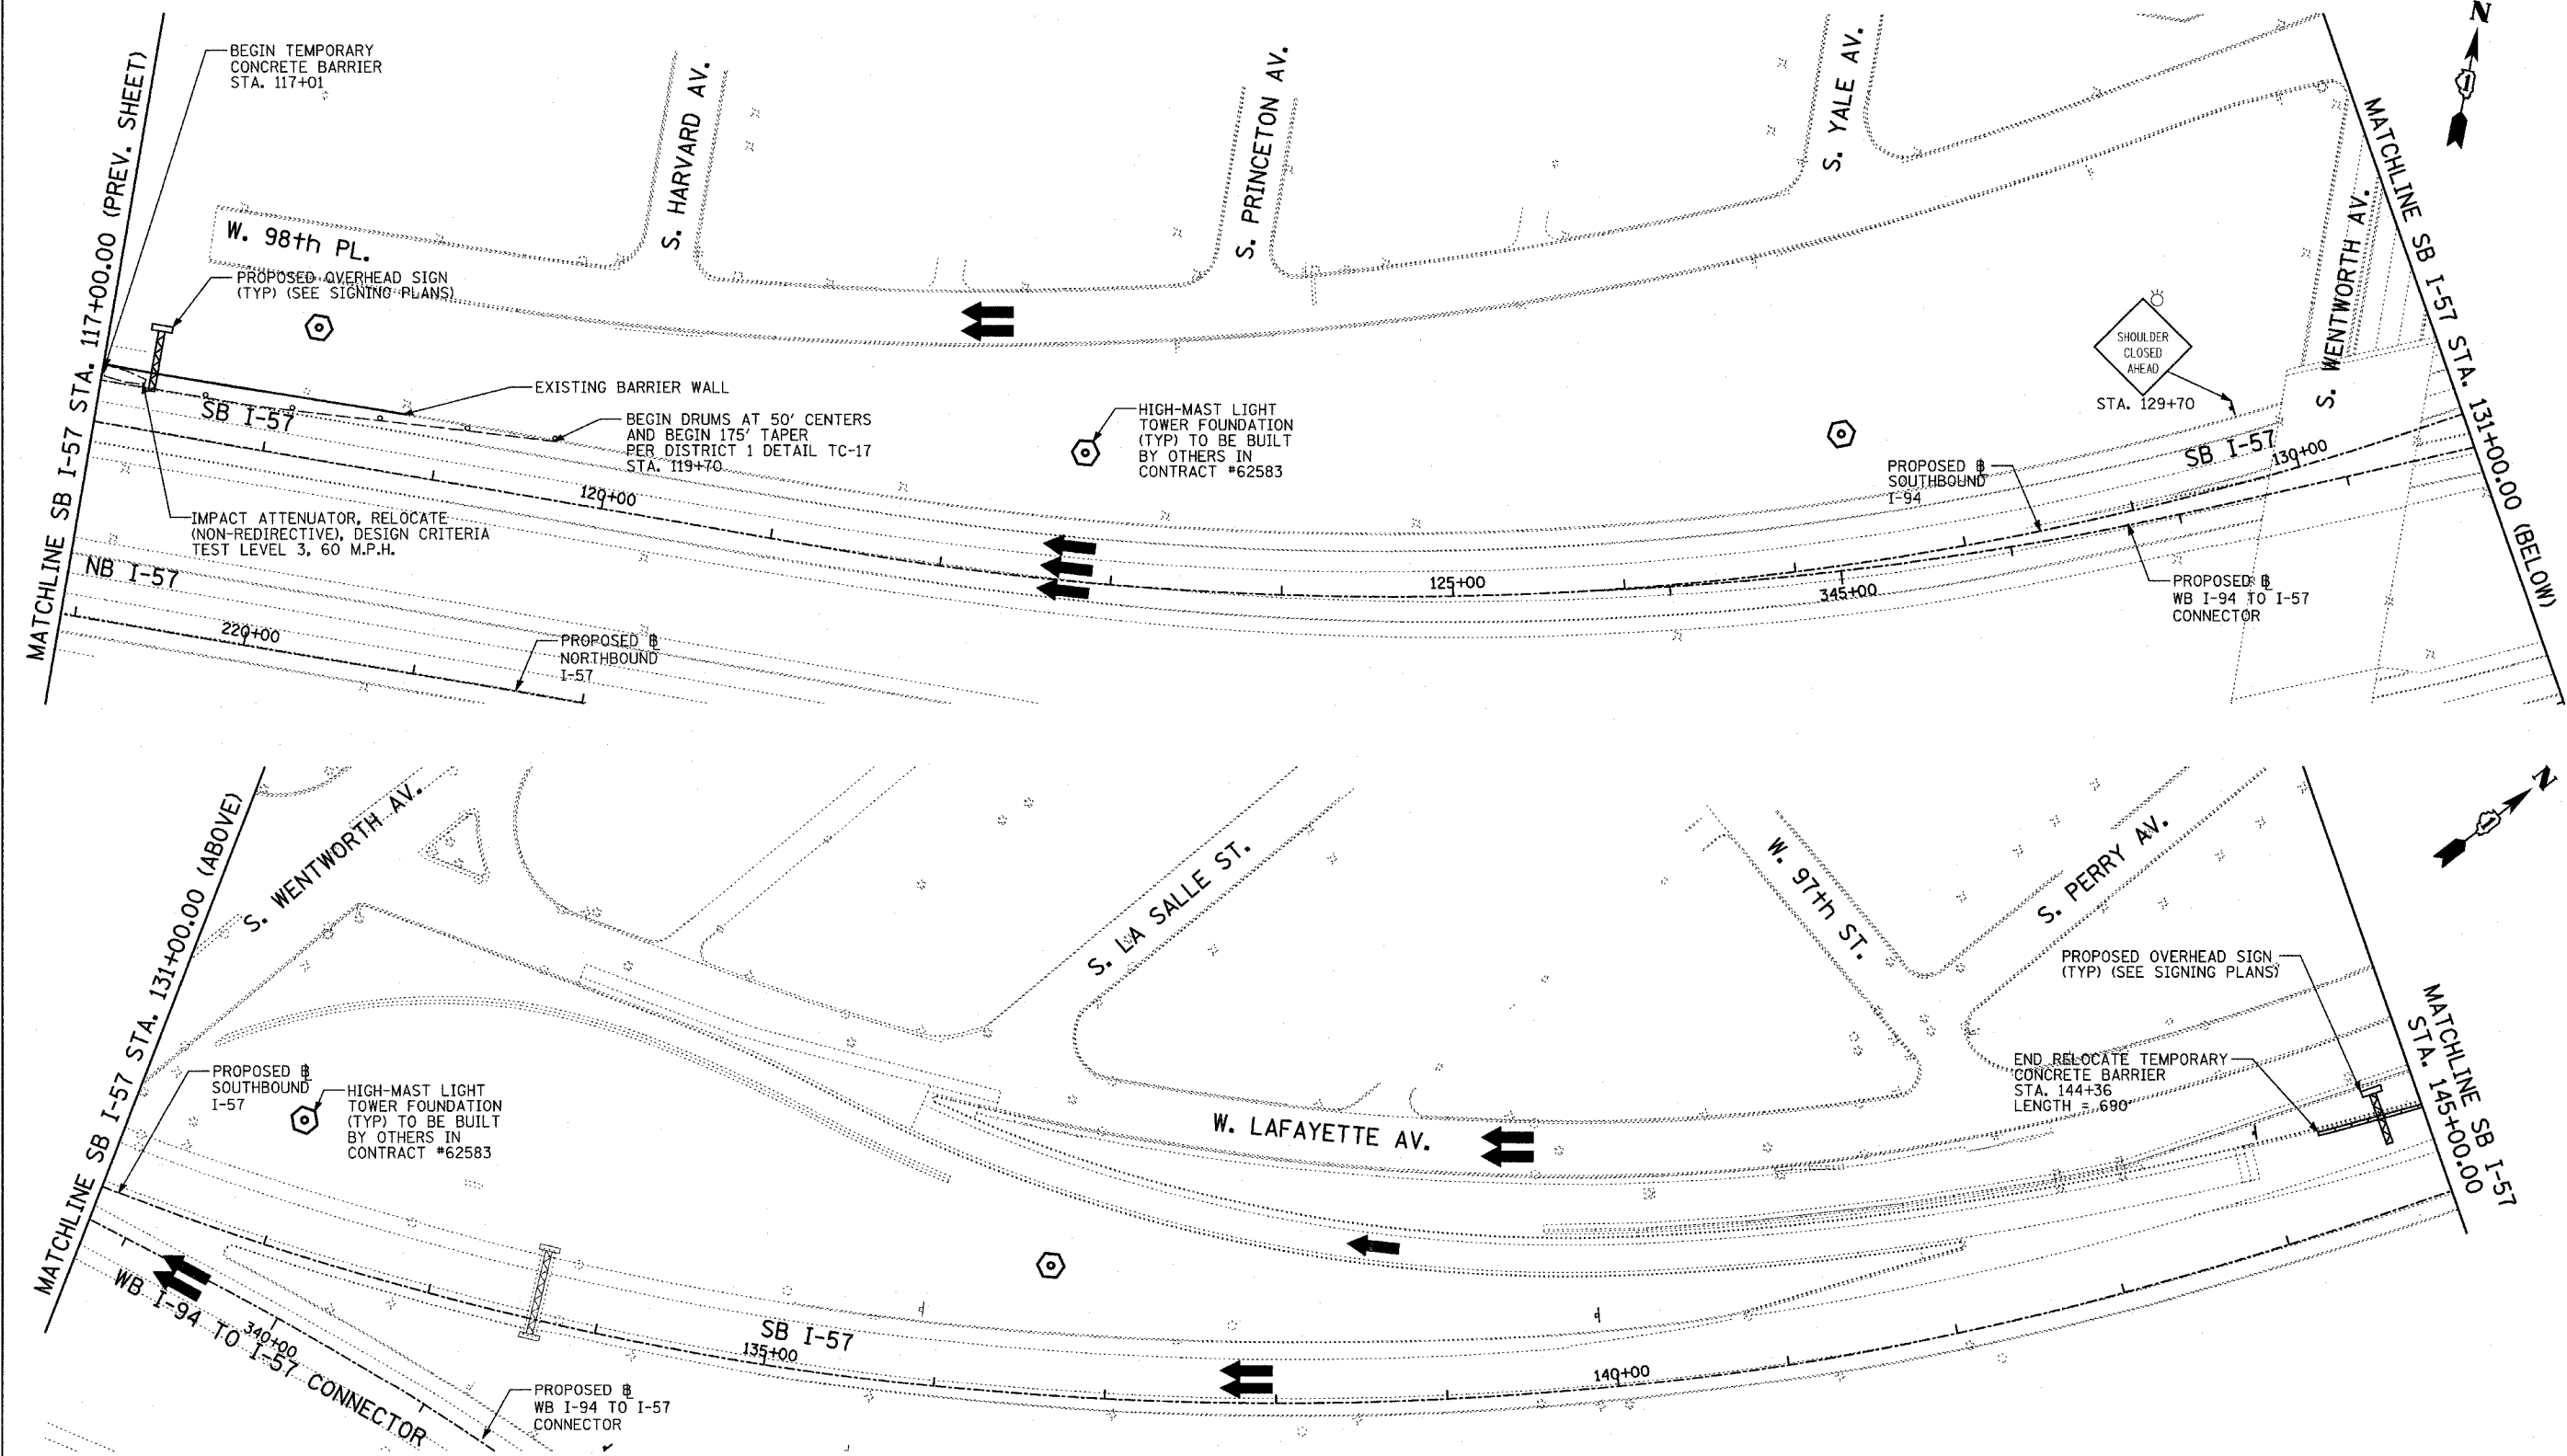 BEGIN TEMPORARY
CONCRETE BARRIER
STA. 117+01
MATCHLINE SB I-57 STA. 117+00.00 (PREV. SHEET)
W. 98th PL.
S. HARVARD AV.
S. PRINCETON AV.
S. YALE AV.
N
1
MATCHLINE SB I-57 STA. 131+00.00 (BELOW)
S. WENTWORTH AV.
PROPOSED OVERHEAD SIGN
(TYP) (SEE SIGNING PLANS)
EXISTING BARRIER WALL
SB I-57
BEGIN DRUMS AT 50' CENTERS
AND BEGIN 175' TAPER
PER DISTRICT 1 DETAIL TC-17
STA. 119+70
HIGH-MAST LIGHT
TOWER FOUNDATION
(TYP) TO BE BUILT
BY OTHERS IN
CONTRACT #62583
SHOULDER
CLOSED
AHEAD
STA. 129+70
PROPOSED BL
SOUTHBOUND
I-94
SB I-57
130+00
120+00
IMPACT ATTENUATOR, RELOCATE
(NON-REDIRECTIVE), DESIGN CRITERIA
TEST LEVEL 3, 60 M.P.H.
NB I-57
125+00
345+00
PROPOSED BL
WB I-94 TO I-57
CONNECTOR
220+00
PROPOSED BL
NORTHBOUND
I-57
MATCHLINE SB I-57 STA. 131+00.00 (ABOVE)
S. WENTWORTH AV.
S. LA SALLE ST.
W. 97th ST.
S. PERRY AV.
N
1
PROPOSED OVERHEAD SIGN
(TYP) (SEE SIGNING PLANS)
MATCHLINE SB I-57
STA. 145+00.00
END RELOCATE TEMPORARY
CONCRETE BARRIER
STA. 144+36
LENGTH = 690'
PROPOSED BL
SOUTHBOUND
I-57
HIGH-MAST LIGHT
TOWER FOUNDATION
(TYP) TO BE BUILT
BY OTHERS IN
CONTRACT #62583
W. LAFAYETTE AV.
WB I-94 TO I-57 CONNECTOR
340+00
SB I-57
135+00
140+00
PROPOSED BL
WB I-94 TO I-57
CONNECTOR